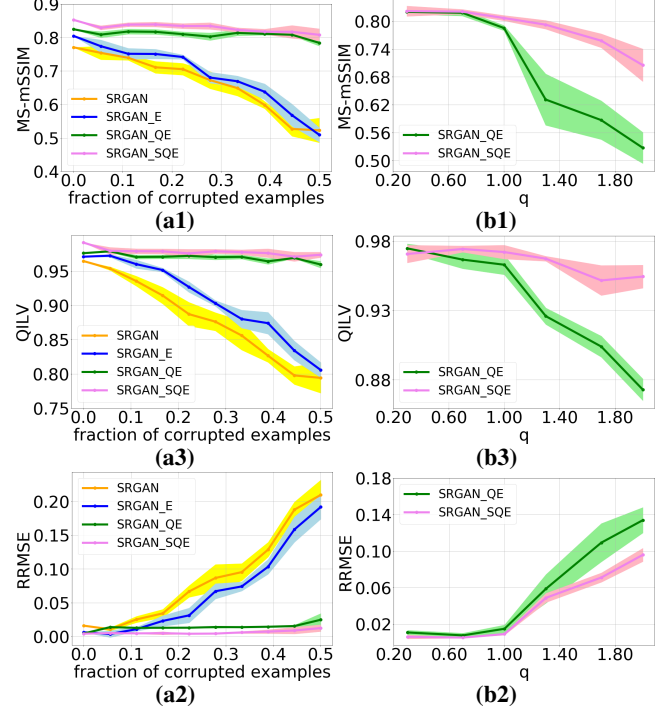 0.9
0.8
0.7
0.6
0.5
0.4
MS-mSSIM
SRGAN
SRGAN_E
SRGAN_QE
SRGAN_SQE
0.0 0.1 0.2 0.3 0.4 0.5
fraction of corrupted examples
(a1)
0.80
0.74
0.68
0.62
0.56
0.50
MS-mSSIM
SRGAN_QE
SRGAN_SQE
0.20 0.60 1.00 1.40 1.80
q
(b1)
0.95
0.90
0.85
0.80
0.75
QILV
SRGAN
SRGAN_E
SRGAN_QE
SRGAN_SQE
0.0 0.1 0.2 0.3 0.4 0.5
fraction of corrupted examples
(a3)
0.98
0.93
0.88
QILV
SRGAN_QE
SRGAN_SQE
0.20 0.60 1.00 1.40 1.80
q
(b3)
0.20
0.15
0.10
0.05
0.00
RRMSE
SRGAN
SRGAN_E
SRGAN_QE
SRGAN_SQE
0.0 0.1 0.2 0.3 0.4 0.5
fraction of corrupted examples
(a2)
0.18
0.14
0.10
0.06
0.02
RRMSE
SRGAN_QE
SRGAN_SQE
0.20 0.60 1.00 1.40 1.80
q
(b2)